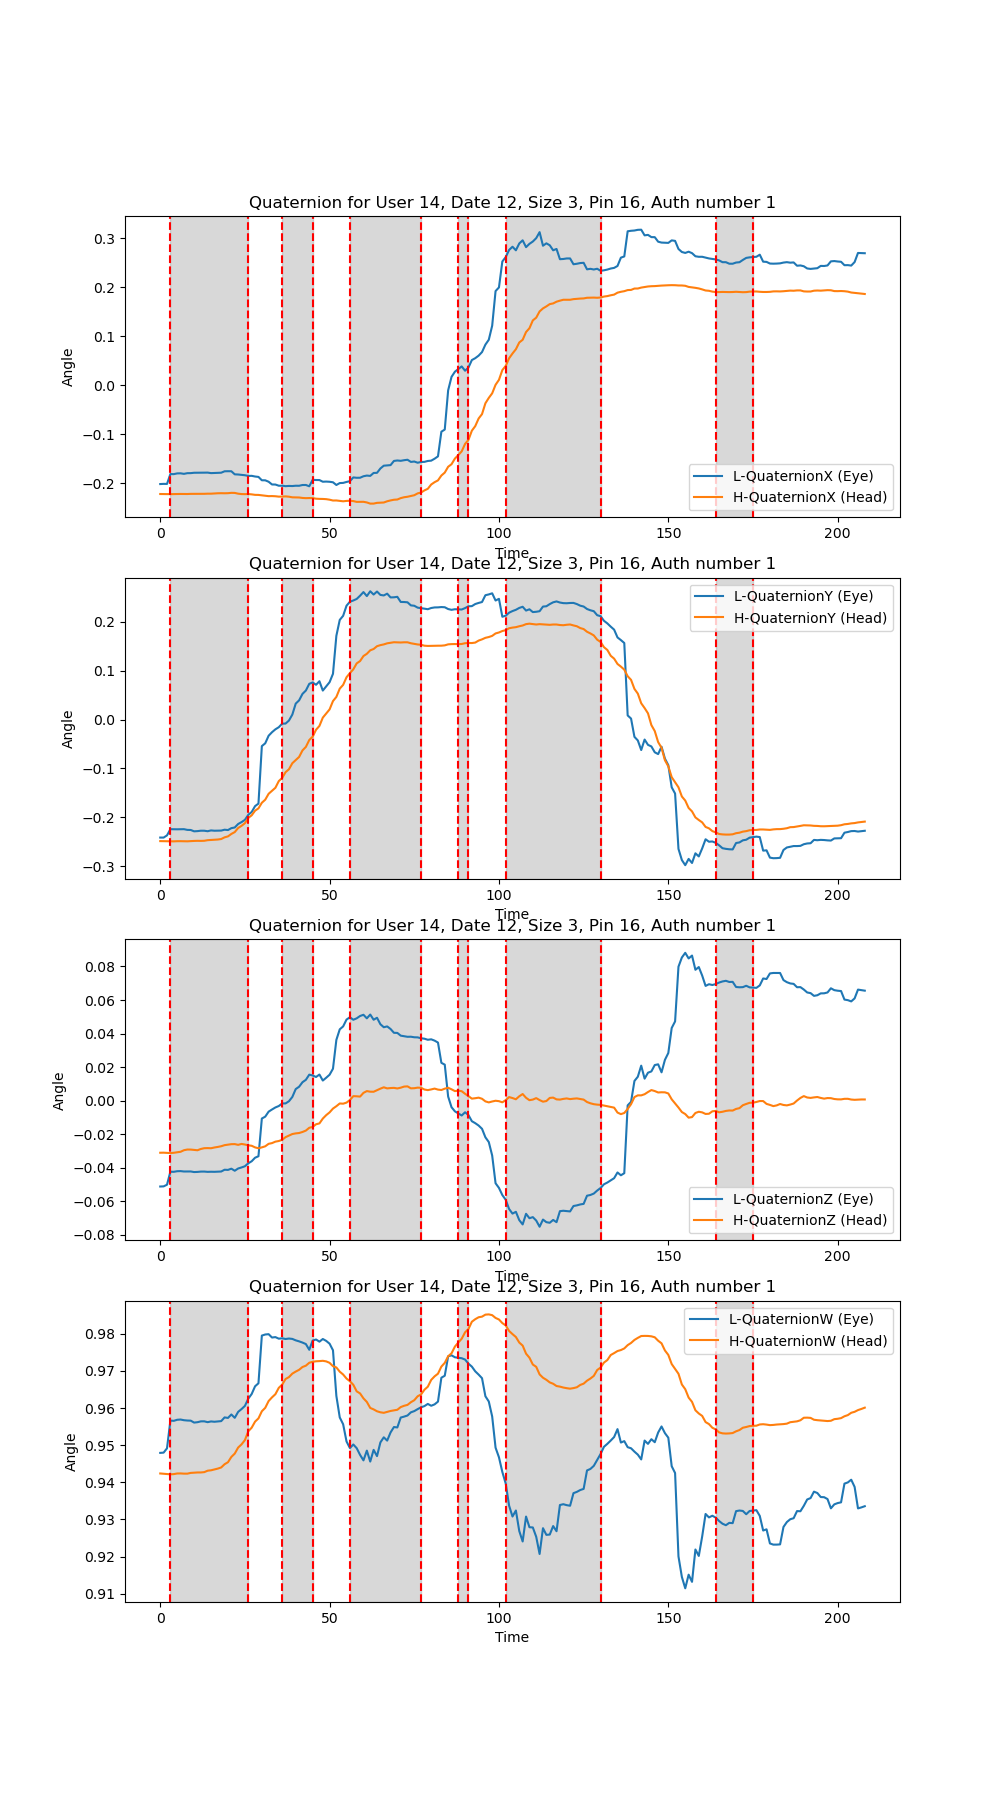 Quaternion for User 14, Date 12, Size 3, Pin 16, Auth number 1
0.3
0.2
0.1
0.0
−0.1
−0.2
Angle
L-QuaternionX (Eye)
H-QuaternionX (Head)
0 50 100 150 200
Time
Quaternion for User 14, Date 12, Size 3, Pin 16, Auth number 1
L-QuaternionY (Eye)
H-QuaternionY (Head)
0.2
0.1
0.0
−0.1
−0.2
−0.3
Angle
0 50 100 150 200
Time
Quaternion for User 14, Date 12, Size 3, Pin 16, Auth number 1
0.08
0.06
0.04
0.02
0.00
−0.02
−0.04
−0.06
−0.08
Angle
L-QuaternionZ (Eye)
H-QuaternionZ (Head)
0 50 100 150 200
Time
Quaternion for User 14, Date 12, Size 3, Pin 16, Auth number 1
L-QuaternionW (Eye)
H-QuaternionW (Head)
0.98
0.97
0.96
0.95
0.94
0.93
0.92
0.91
Angle
0 50 100 150 200
Time